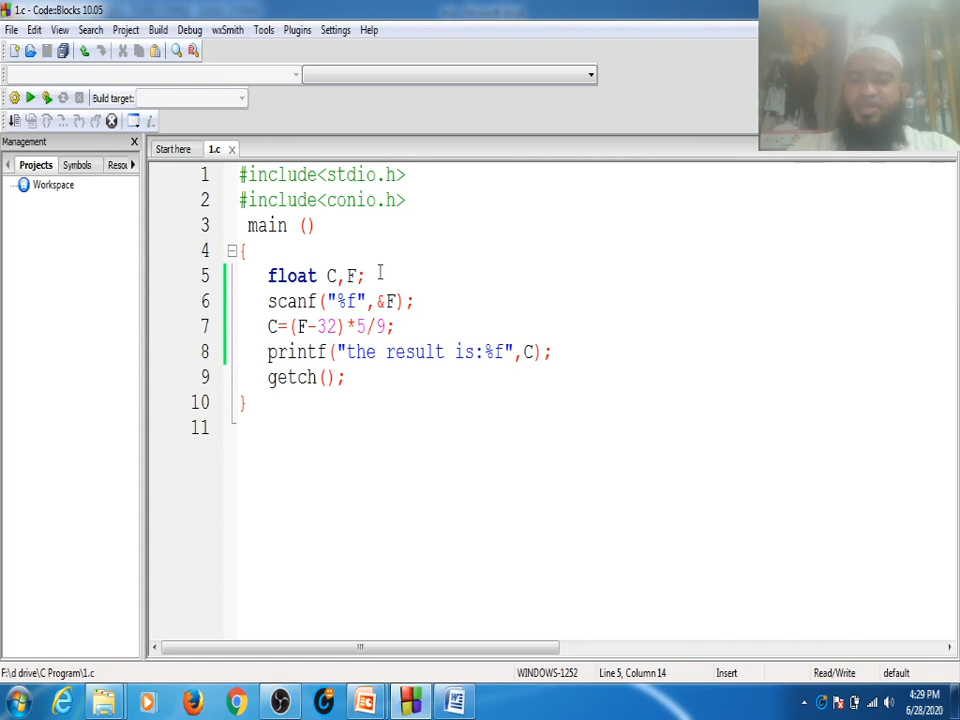 1.c - Code::Blocks 10.05
File Edit View Search Project Build Debug wxSmith Tools Plugins Settings Help
Build target:
Management
Start here 1.c
Projects Symbols
Workspace
1 #include<stdio.h>
2 #include<conio.h>
3 main ()
4 {
5 float C,F;
6 scanf("%f",&F);
7 C=(F-32)*5/9;
8 printf("the result is:%f",C);
9 getch();
10 }
11
F:\d drive\C Program\1.c WINDOWS-1252 Line 5, Column 14 Insert Read/Write default
4:29 PM
6/28/2020